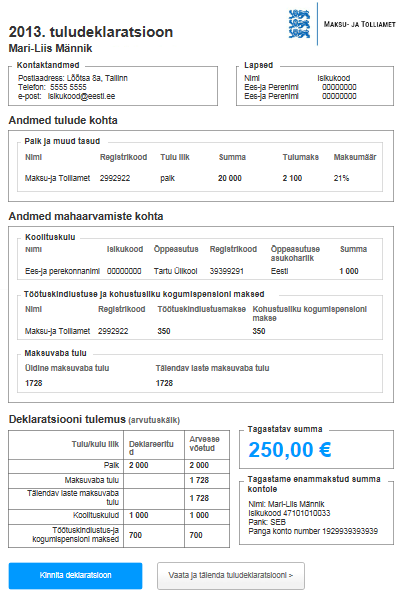 2013. tuludeklaratsioon
Mari-Liis Männik
MAKSU- JA TOLLIAMET
Kontaktandmed
Postiaadress: Lõõtsa 8a, Tallinn
Telefon: 5555 5555
e-post: isikukood@eesti.ee
Lapsed
Nimi Isikukood
Ees-ja Perenimi 00000000
Ees-ja Perenimi 00000000
Andmed tulude kohta
Palk ja muud tasud
Nimi Registrikood Tulu liik Summa Tulumaks Maksumäär
Maksu-ja Tolliamet 2992922 palk 20 000 2 100 21%
Andmed mahaarvamiste kohta
Koolituskulu
Nimi Isikukood Õppeasutus Registrikood Õppeasutuse asukohariik Summa
Ees-ja perekonnanimi 00000000 Tartu Ülikool 39399291 Eesti 1 000
Töötuskindlustuse ja kohustusliku kogumispensioni maksed
Nimi Registrikood Töötuskindlustusmakse Kohustusliku kogumispensioni makse
Maksu-ja Tolliamet 2992922 350 350
Maksuvaba tulu
Üldine maksuvaba tulu Täiendav laste maksuvaba tulu
1728 1728
Deklaratsiooni tulemus (arvutuskäik)
Tulu/kulu liik Deklareeritud Arvesse võetud
Palk 2 000 2 000
Maksuvaba tulu 1 728
Täiendav laste maksuvaba tulu 1 728
Koolituskulud 1 000 1 000
Töötuskindlustus-ja kogumispensioni maksed 700 700
Tagastatav summa
250,00 €
Tagastame enammakstud summa kontole
Nimi: Mari-Liis Männik
Isikukood 47101010033
Pank: SEB
Panga konto number 1929939393939
Kinnita deklaratsioon
Vaata ja täienda tuludeklaratsiooni >